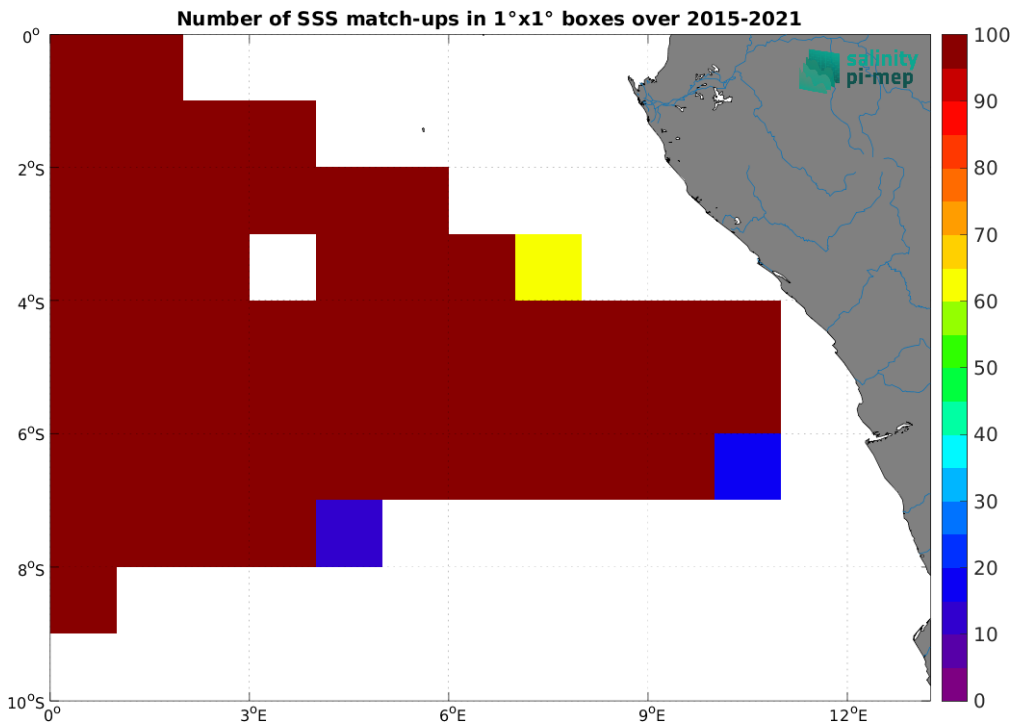 Number of SSS match-ups in 1°x1° boxes over 2015-2021
salinity
pi-mep
0°
2°S
4°S
6°S
8°S
10°S
0°
3°E
6°E
9°E
12°E
100
90
80
70
60
50
40
30
20
10
0